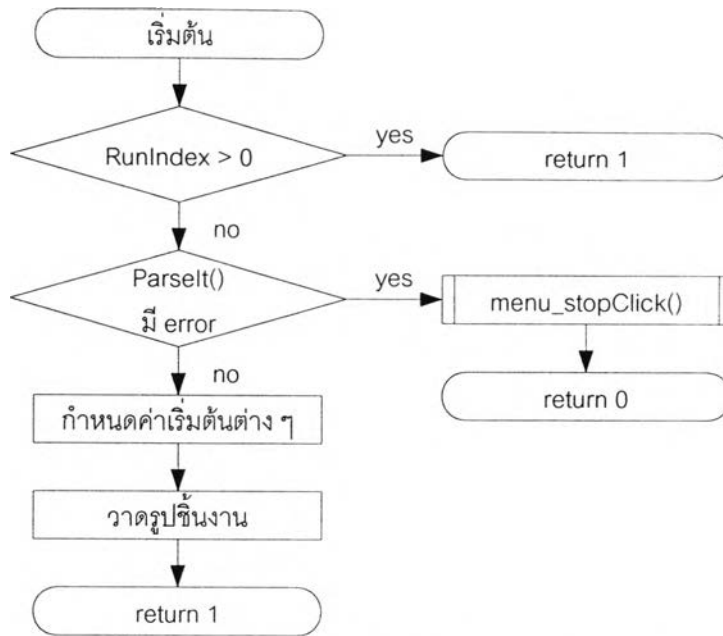 เริ่มต้น
RunIndex > 0
yes
return 1
no
ParseIt()
มี error
yes
menu_stopClick()
no
return 0
กำหนดค่าเริ่มต้นต่าง ๆ
วาดรูปชิ้นงาน
return 1